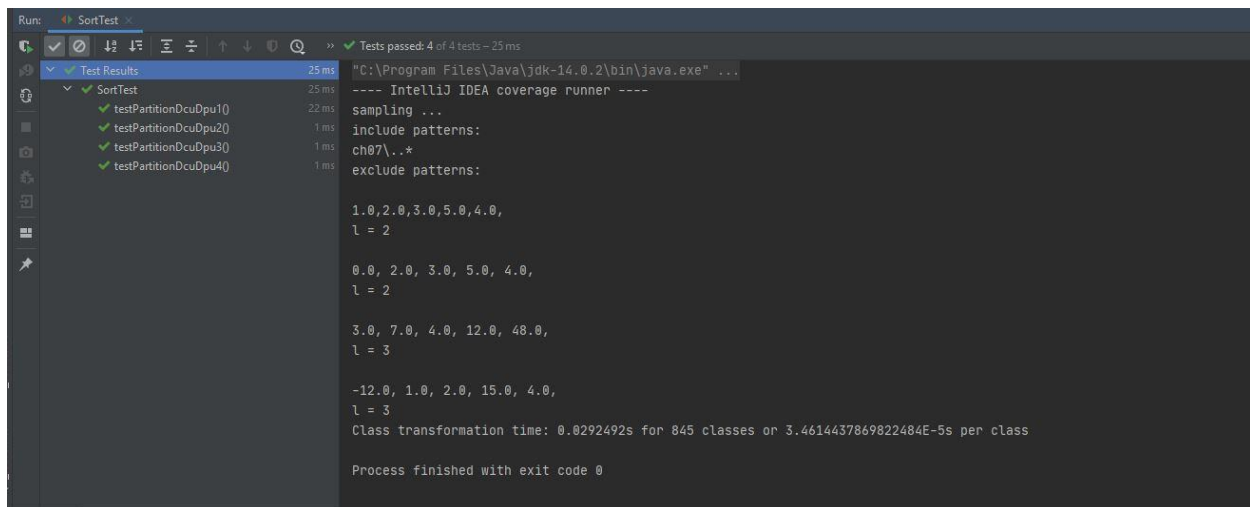 Run: SortTest ×
» Tests passed: 4 of 4 tests – 25 ms
Test Results 25 ms
SortTest 25 ms
testPartitionDcuDpu1() 22 ms
testPartitionDcuDpu2() 1 ms
testPartitionDcuDpu3() 1 ms
testPartitionDcuDpu4() 1 ms
"C:\Program Files\Java\jdk-14.0.2\bin\java.exe" ...
---- IntelliJ IDEA coverage runner ----
sampling ...
include patterns:
ch07\..*
exclude patterns:
1.0,2.0,3.0,5.0,4.0,
l = 2
0.0, 2.0, 3.0, 5.0, 4.0,
l = 2
3.0, 7.0, 4.0, 12.0, 48.0,
l = 3
-12.0, 1.0, 2.0, 15.0, 4.0,
l = 3
Class transformation time: 0.0292492s for 845 classes or 3.4614437869822484E-5s per class
Process finished with exit code 0